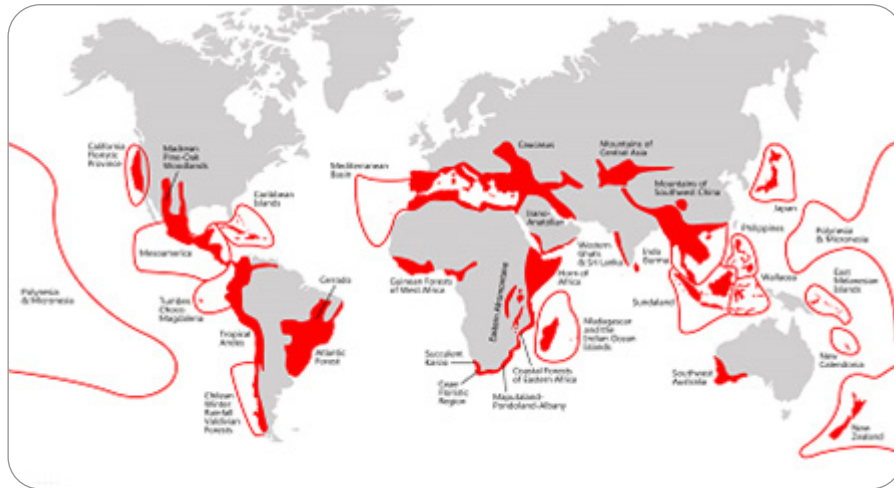 California
Floristic
Province
Madrean
Pine-Oak
Woodlands
Caribbean
Islands
Mesoamerica
Polynesia
& Micronesia
Tumbes
Choco
Magdalena
Tropical
Andes
Cerrado
Atlantic
Forest
Chilean
Winter
Rainfall
Valdivian
Forests
Mediterranean
Basin
Caucasus
Irano-
Anatolian
Mountains of
Central Asia
Mountains of
Southwest China
Japan
Guinean Forests
of West Africa
Eastern Afromontane
Horn of
Africa
Western
Ghats
& Sri Lanka
Indo
Burma
Philippines
Polynesia
& Micronesia
Sundaland
Wallacea
East
Melanesian
Islands
Madagascar
and the
Indian Ocean
Islands
Succulent
Karoo
Cape
Floristic
Region
Coastal Forests
of Eastern Africa
Maputaland-
Pondoland-Albany
Southwest
Australia
New
Caledonia
New
Zealand